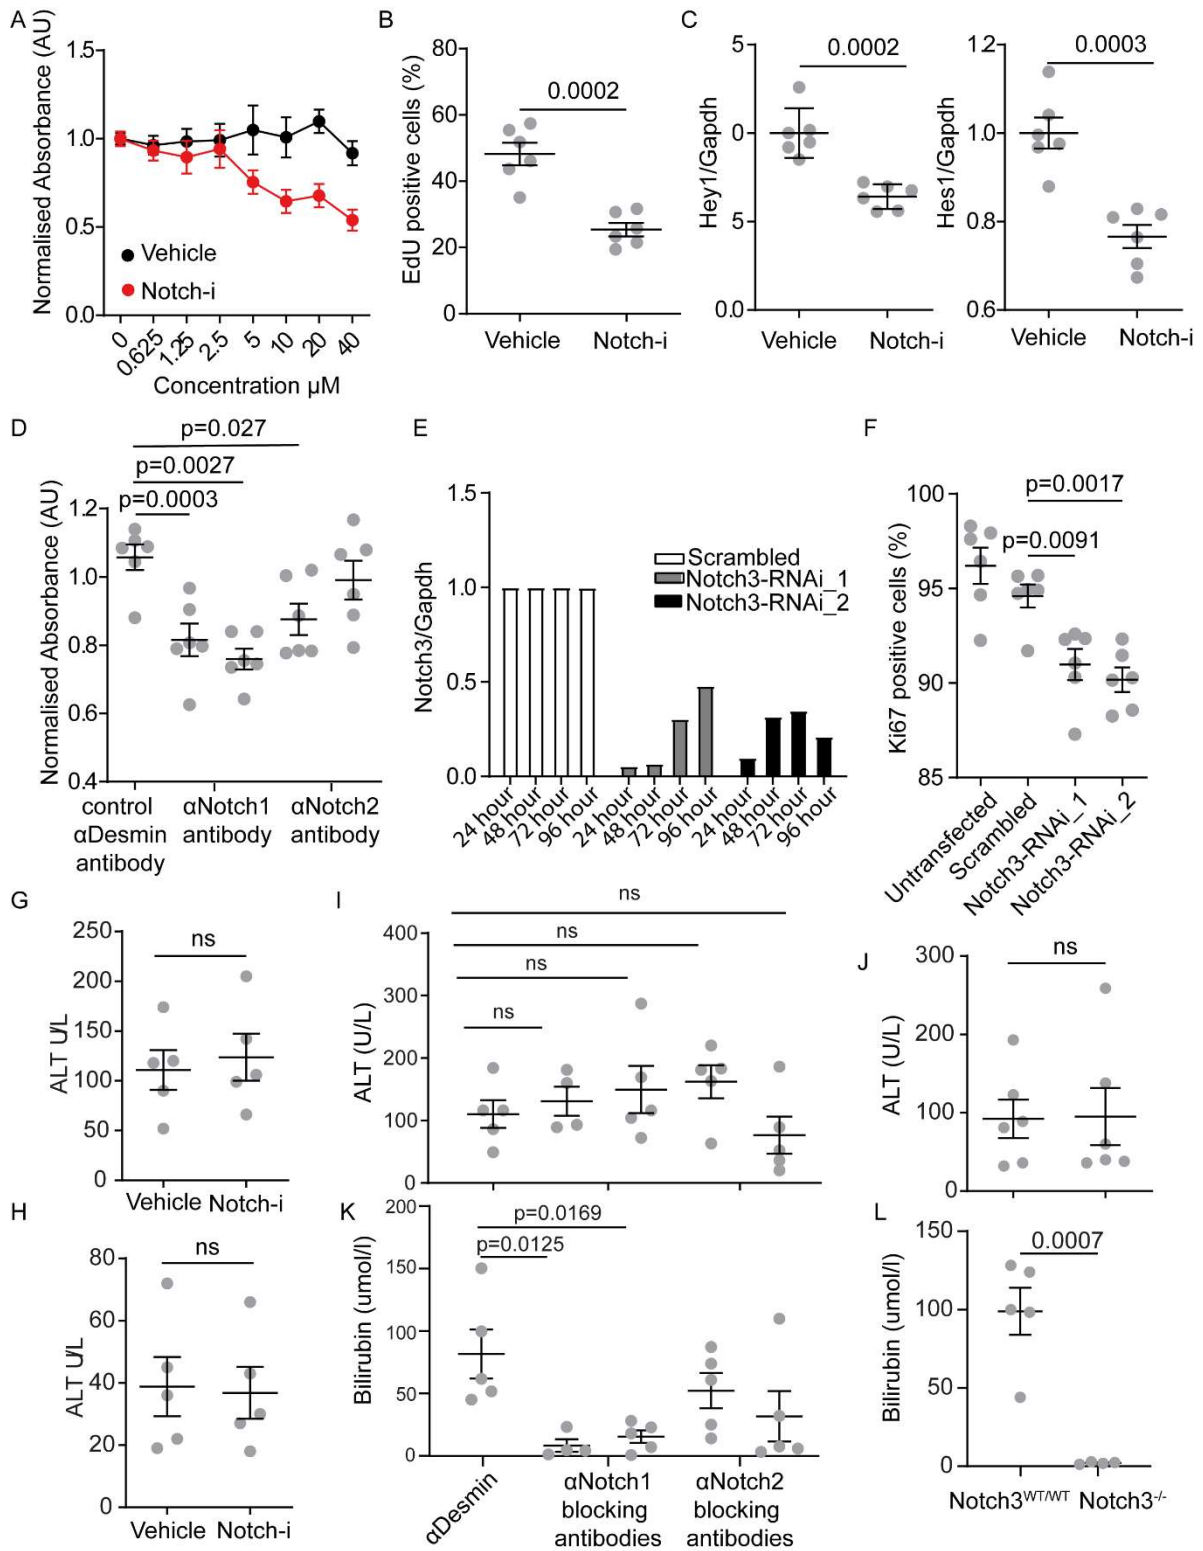 A
Normalised Absorbance (AU)
1.5
1.0
0.5
0.0
Vehicle
Notch-i
0
0.625
1.25
2.5
5
10
20
40
Concentration µM
B
EdU positive cells (%)
80
60
40
20
0
0.0002
Vehicle
Notch-i
C
Hey1/Gapdh
5
0
5
0.0
0.0002
Vehicle
Notch-i
Hes1/Gapdh
1.2
1.0
0.8
0.6
0.0003
Vehicle
Notch-i
D
p=0.027
p=0.0027
p=0.0003
Normalised Absorbance (AU)
1.2
1.0
0.8
0.6
0.4
control
αDesmin
antibody
αNotch1
antibody
αNotch2
antibody
E
Notch3/Gapdh
1.5
1.0
0.5
0.0
Scrambled
Notch3-RNAi_1
Notch3-RNAi_2
24 hour
48 hour
72 hour
96 hour
24 hour
48 hour
72 hour
96 hour
24 hour
48 hour
72 hour
96 hour
F
p=0.0017
p=0.0091
Ki67 positive cells (%)
100
95
90
85
Untransfected
Scrambled
Notch3-RNAi_1
Notch3-RNAi_2
G
ALT U/L
250
200
150
100
50
0
ns
Vehicle
Notch-i
H
ALT U/L
80
60
40
20
0
ns
Vehicle
Notch-i
I
ns
ns
ns
ns
ALT (U/L)
400
300
200
100
0
J
ns
ALT (U/L)
300
200
100
0
K
p=0.0169
p=0.0125
Bilirubin (umol/l)
200
150
100
50
0
αDesmin
αNotch1
blocking
antibodies
αNotch2
blocking
antibodies
L
0.0007
Bilirubin (umol/l)
150
100
50
0
Notch3WT/WT
Notch3-/-